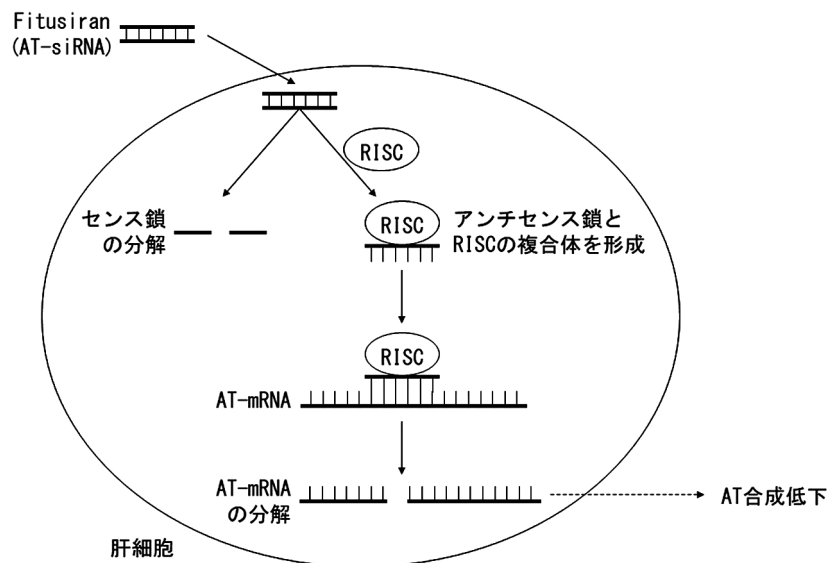 Fitusiran
(AT-siRNA)
RISC
センス鎖
の分解
RISC
アンチセンス鎖と
RISCの複合体を形成
RISC
AT-mRNA
AT-mRNA
の分解
AT合成低下
肝細胞